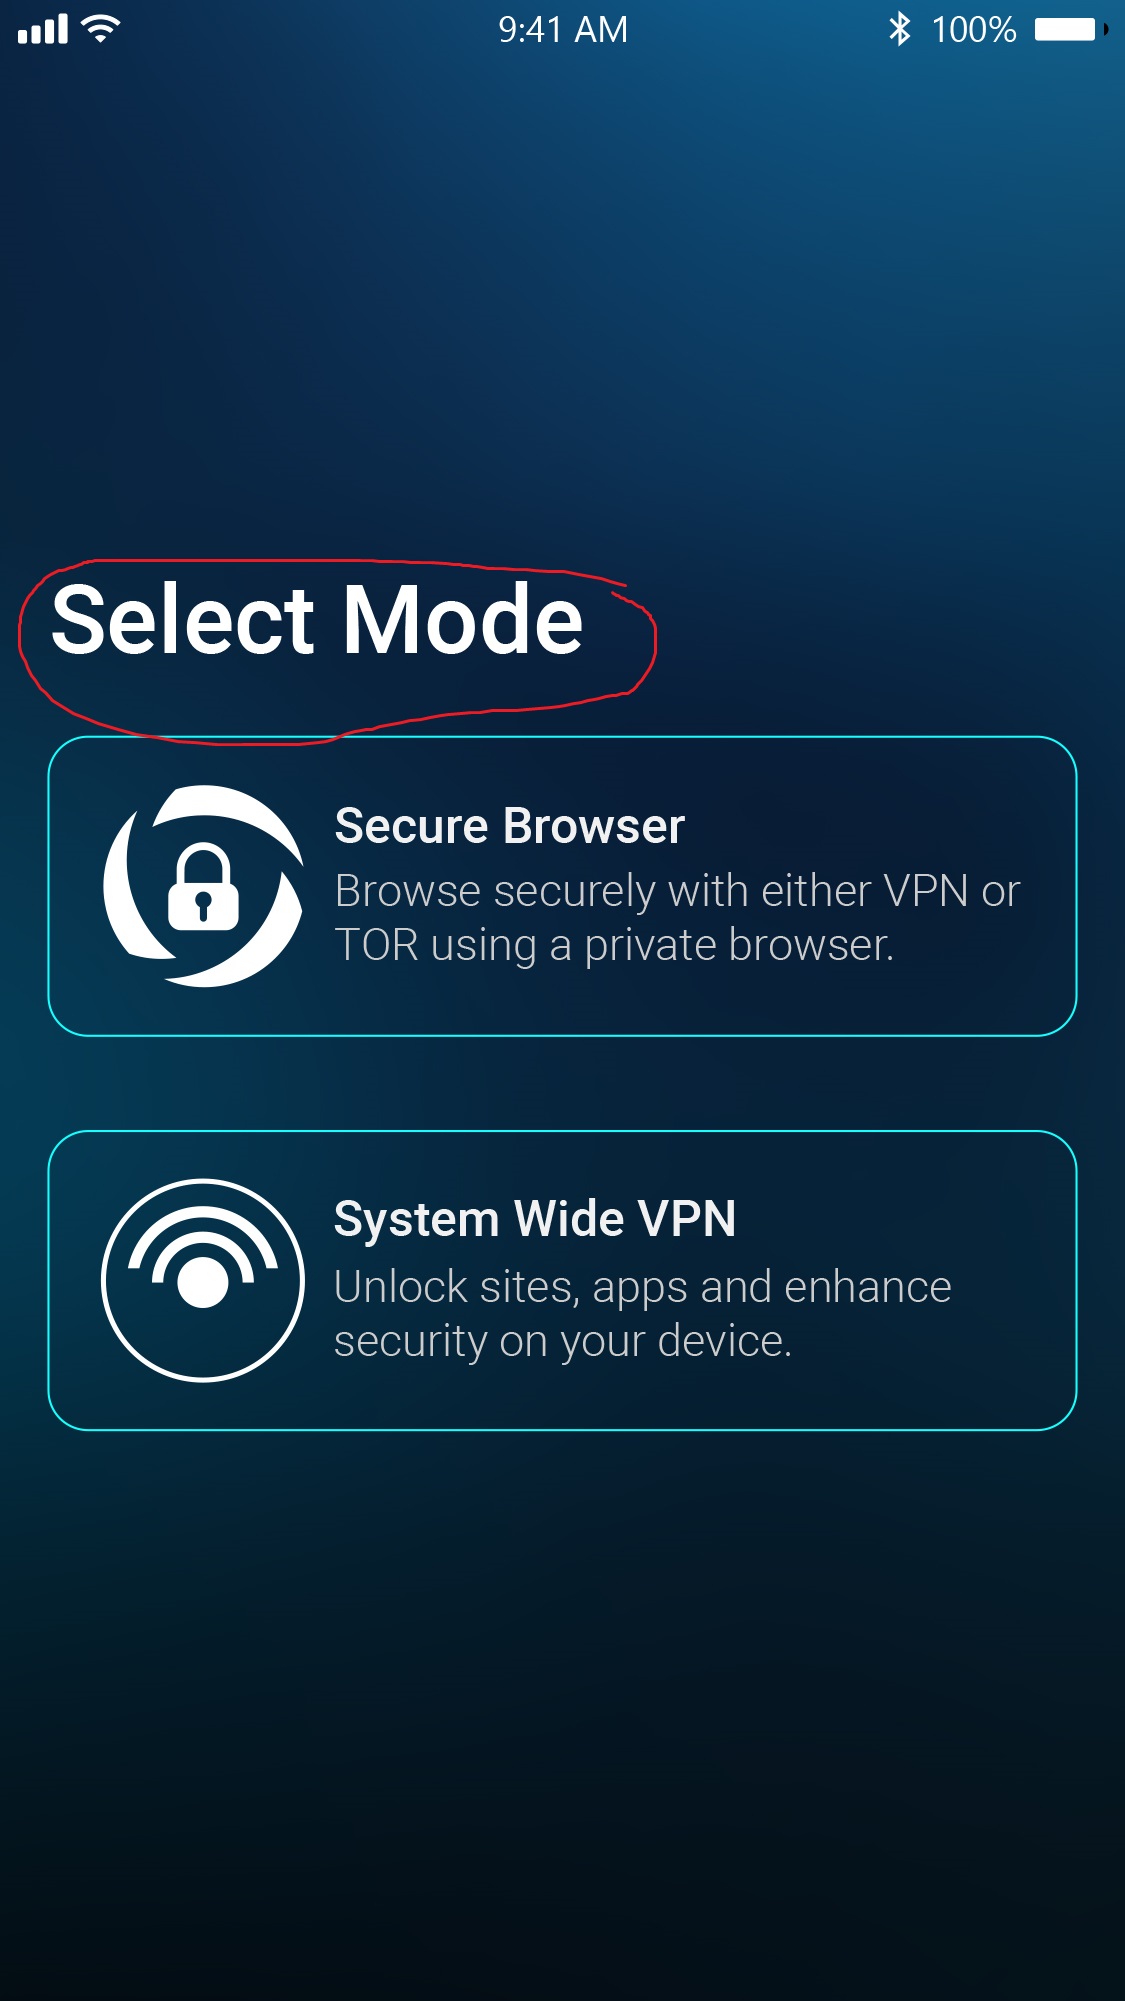 9:41 AM
100%
Select Mode
Secure Browser
Browse securely with either VPN or
TOR using a private browser.
System Wide VPN
Unlock sites, apps and enhance
security on your device.